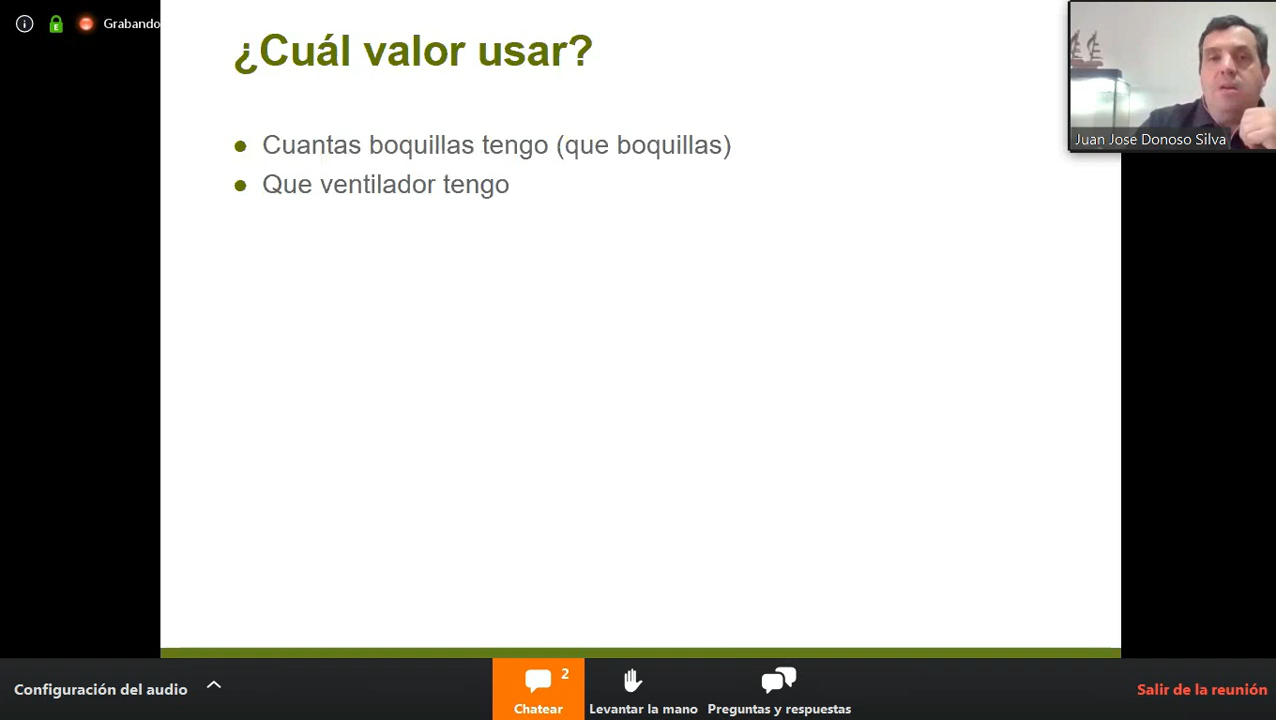 Grabando
¿Cuál valor usar?
Cuantas boquillas tengo (que boquillas)
Que ventilador tengo
Juan Jose Donoso Silva
Configuración del audio
2
Chatear
Levantar la mano
Preguntas y respuestas
Salir de la reunión